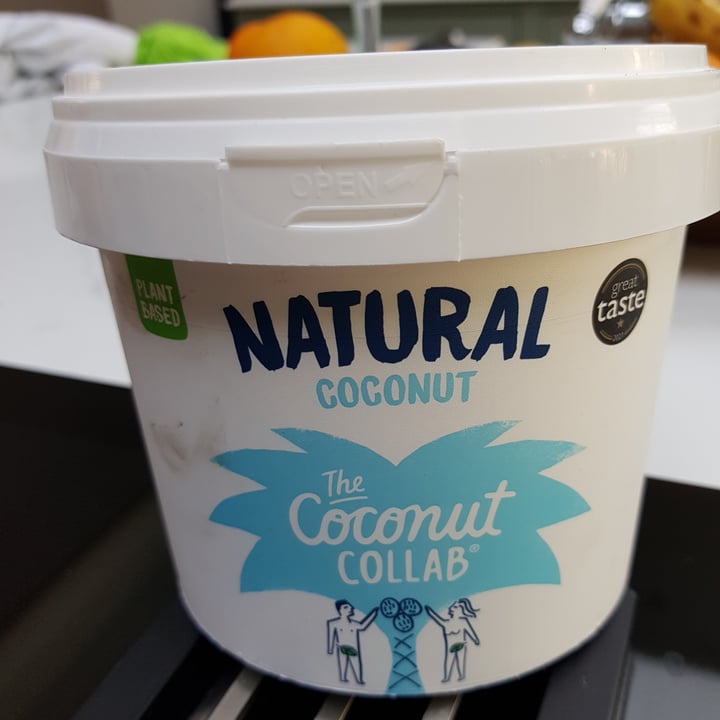 OPEN
PLANT
BASED
NATURAL
COCONUT
great
taste
The
Coconut
COLLAB®